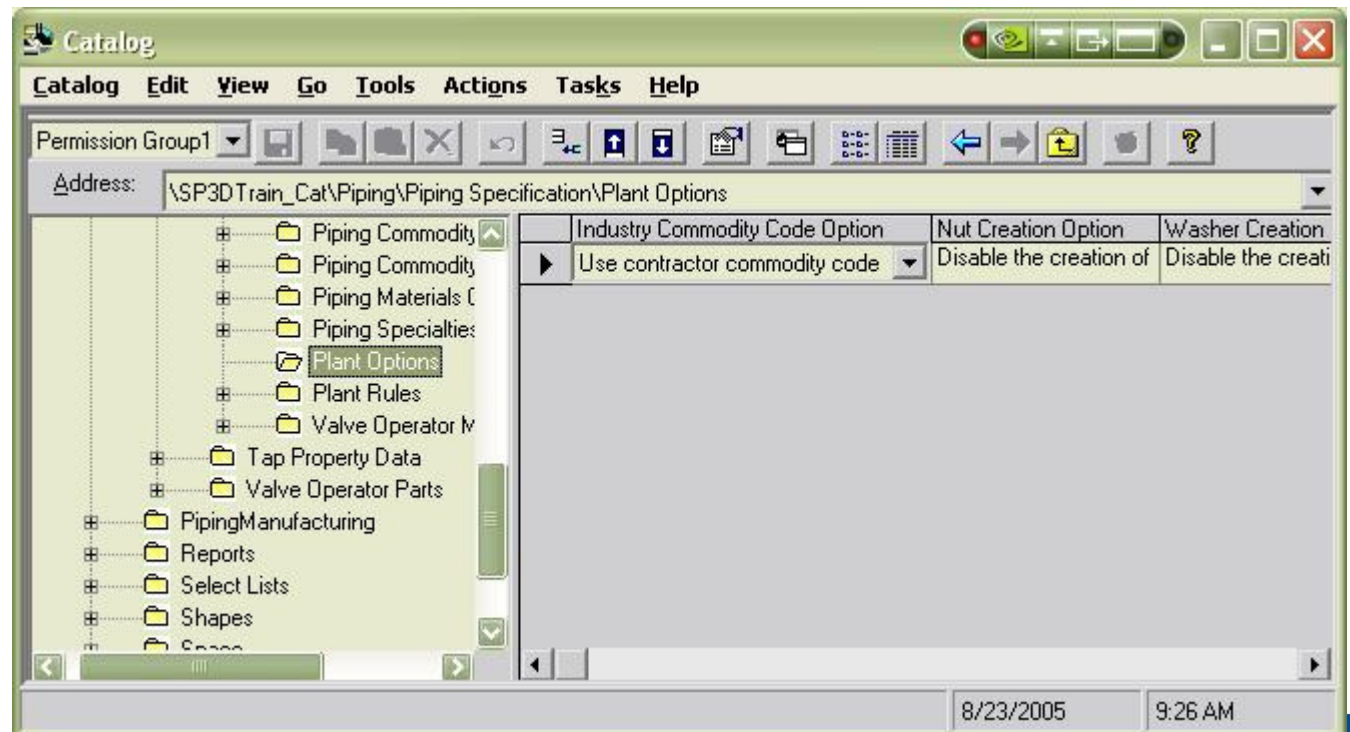 Catalog
Catalog Edit View Go Tools Actions Tasks Help
Permission Group1
Address: \SP3DTrain_Cat\Piping\Piping Specification\Plant Options
Piping Commodity
Piping Commodity
Piping Materials C
Piping Specialties
Plant Options
Plant Rules
Valve Operator M
Tap Property Data
Valve Operator Parts
PipingManufacturing
Reports
Select Lists
Shapes
Space
Industry Commodity Code Option Nut Creation Option Washer Creation
Use contractor commodity code Disable the creation of Disable the creati
8/23/2005 9:26 AM